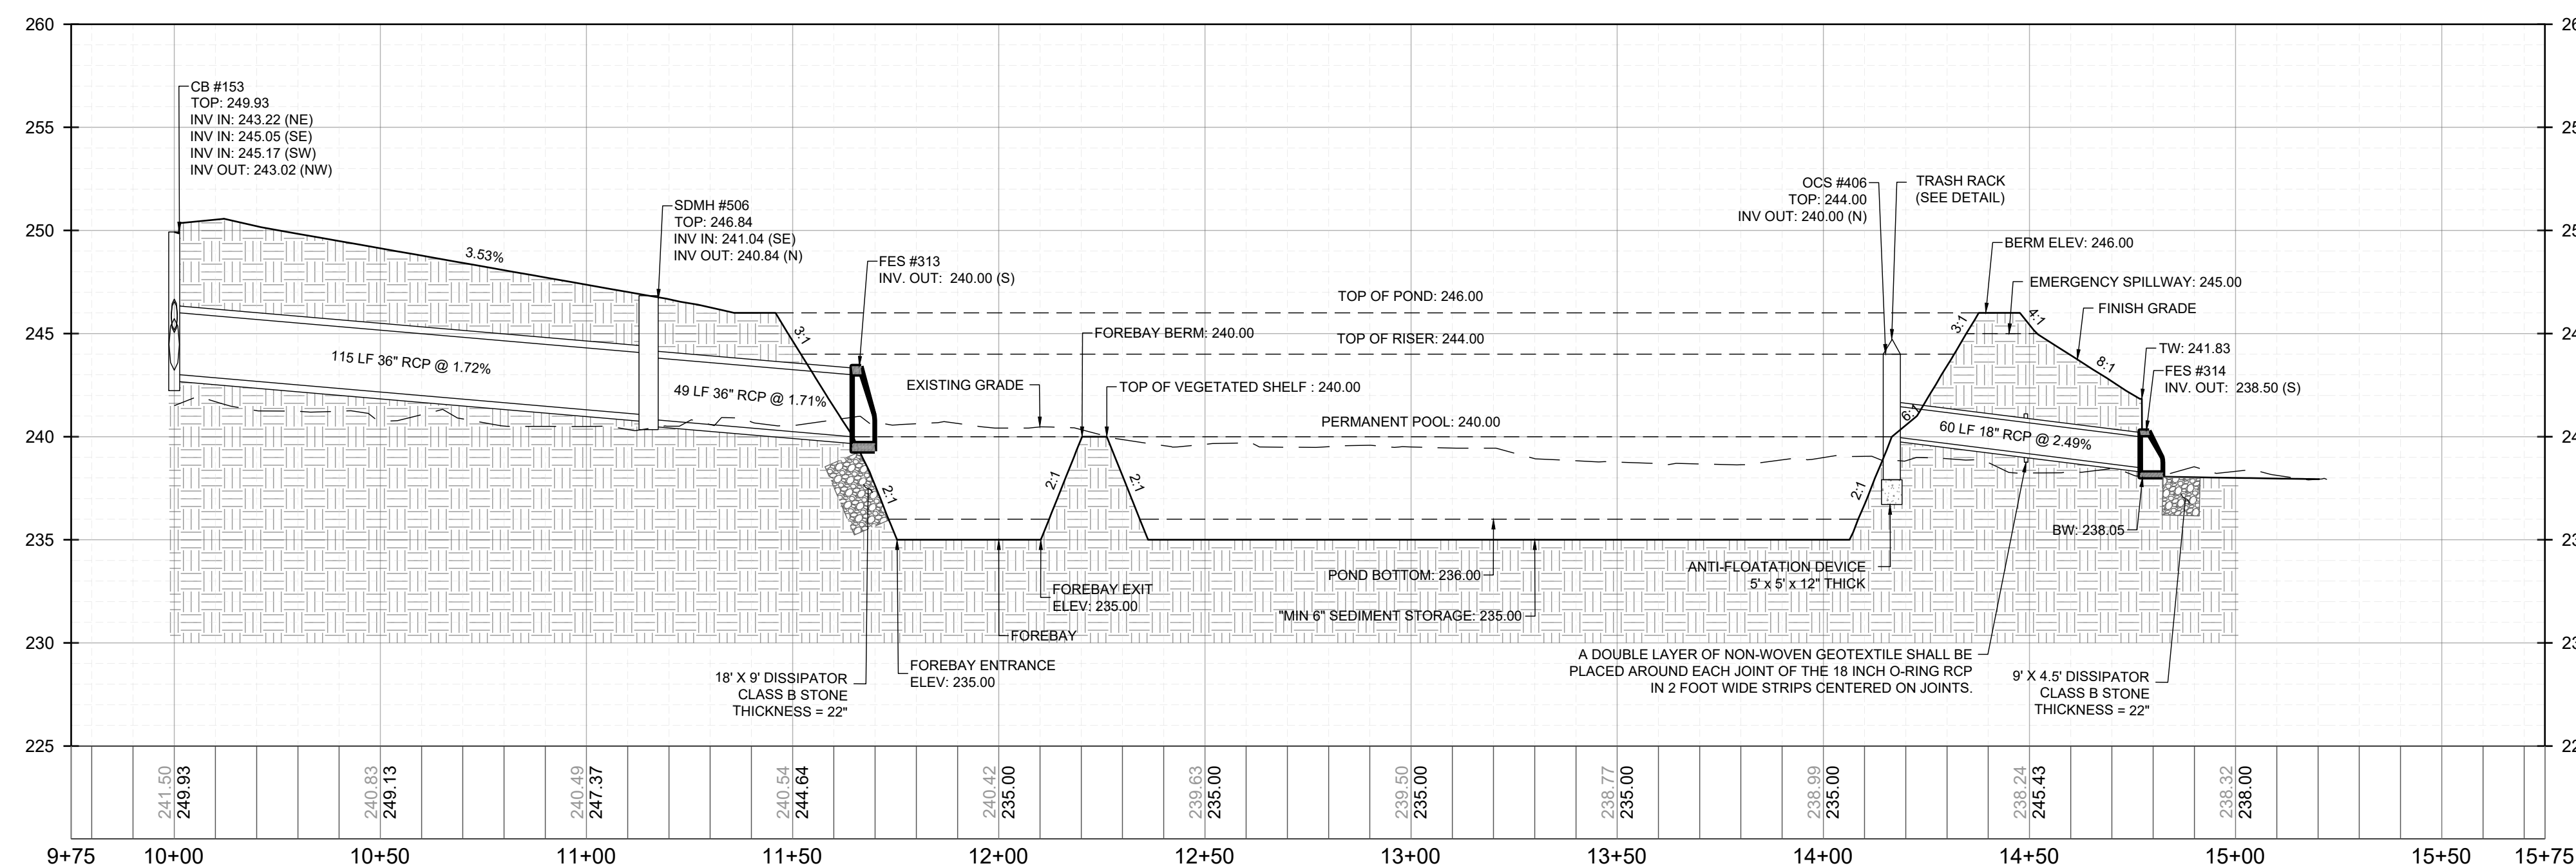 260
255
250
245
240
235
230
225
CB #153
TOP: 249.93
INV IN: 243.22 (NE)
INV IN: 245.05 (SE)
INV IN: 245.17 (SW)
INV OUT: 243.02 (NW)
3.53%
115 LF 36" RCP @ 1.72%
SDMH #506
TOP: 246.84
INV IN: 241.04 (SE)
INV OUT: 240.84 (N)
49 LF 36" RCP @ 1.71%
3:1
FES #313
INV. OUT: 240.00 (S)
2:1
18' X 9' DISSIPATOR
CLASS B STONE
THICKNESS = 22"
FOREBAY ENTRANCE
ELEV: 235.00
FOREBAY
FOREBAY EXIT
ELEV: 235.00
EXISTING GRADE
FOREBAY BERM: 240.00
TOP OF VEGETATED SHELF : 240.00
2:1
2:1
TOP OF POND: 246.00
TOP OF RISER: 244.00
PERMANENT POOL: 240.00
POND BOTTOM: 236.00
"MIN 6" SEDIMENT STORAGE: 235.00
OCS #406
TOP: 244.00
INV OUT: 240.00 (N)
TRASH RACK
(SEE DETAIL)
BERM ELEV: 246.00
EMERGENCY SPILLWAY: 245.00
FINISH GRADE
3:1
4:1
8:1
6:1
2:1
60 LF 18" RCP @ 2.49%
TW: 241.83
FES #314
INV. OUT: 238.50 (S)
BW: 238.05
ANTI-FLOATATION DEVICE
5' x 5' x 12" THICK
A DOUBLE LAYER OF NON-WOVEN GEOTEXTILE SHALL BE
PLACED AROUND EACH JOINT OF THE 18 INCH O-RING RCP
IN 2 FOOT WIDE STRIPS CENTERED ON JOINTS.
9' X 4.5' DISSIPATOR
CLASS B STONE
THICKNESS = 22"
26
25
25
24
24
23
23
22
241.50 249.93
240.83 249.13
240.49 247.37
240.54 244.64
240.42 235.00
239.63 235.00
239.50 235.00
238.77 235.00
238.99 235.00
238.24 245.43
238.32 238.00
9+75 10+00 10+50 11+00 11+50 12+00 12+50 13+00 13+50 14+00 14+50 15+00 15+50 15+75